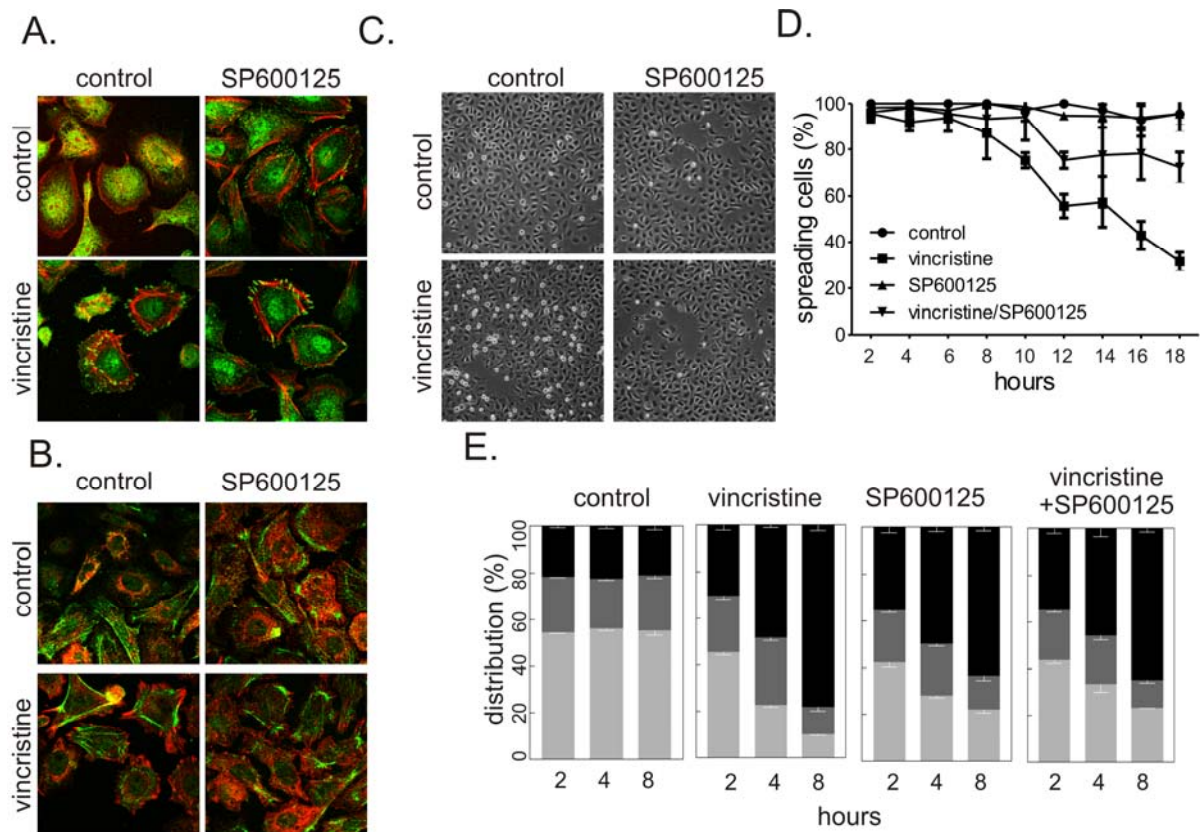 A.
control SP600125
control
vincristine
B.
control SP600125
control
vincristine
C.
control SP600125
control
vincristine
D.
spreading cells (%)
100
80
60
40
20
0
control
vincristine
SP600125
vincristine/SP600125
2 4 6 8 10 12 14 16 18
hours
E.
control vincristine SP600125 vincristine
+SP600125
distribution (%)
100
80
60
40
20
0
2 4 8 2 4 8 2 4 8 2 4 8
hours